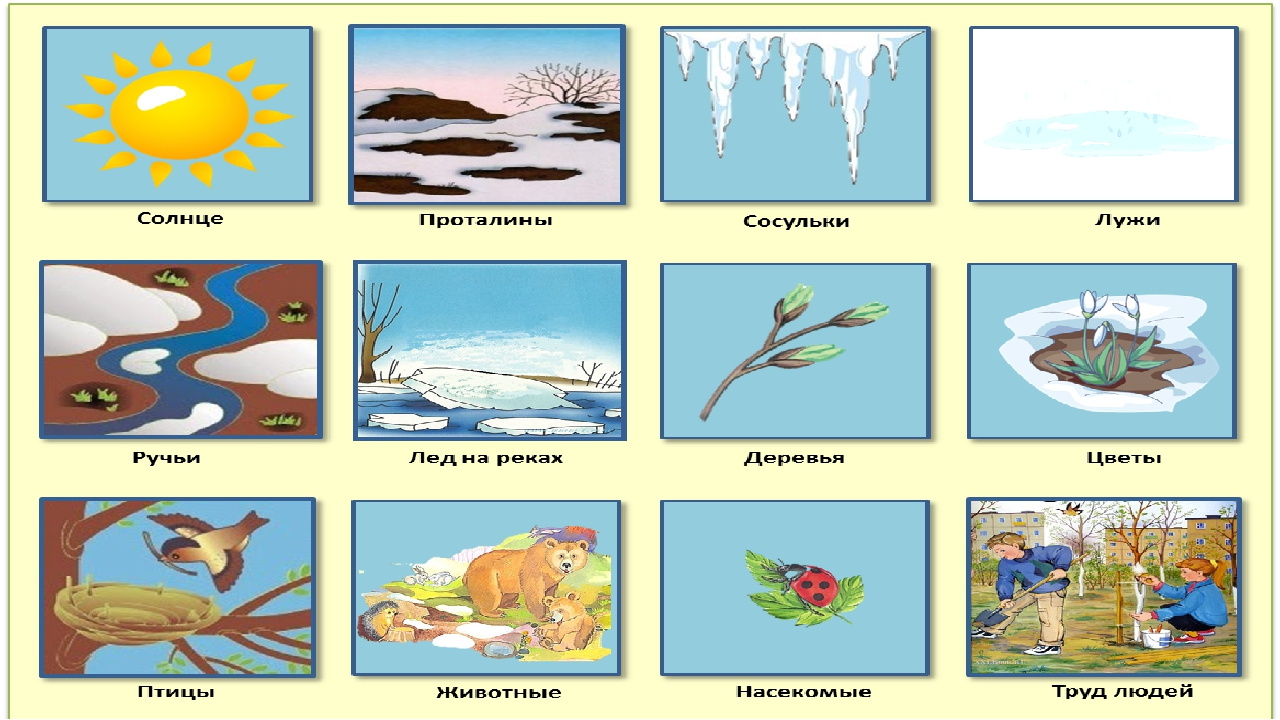 Солнце
Проталины
Сосульки
Лужи
Ручьи
Лед на реках
Деревья
Цветы
Птицы
Животные
Насекомые
Труд людей